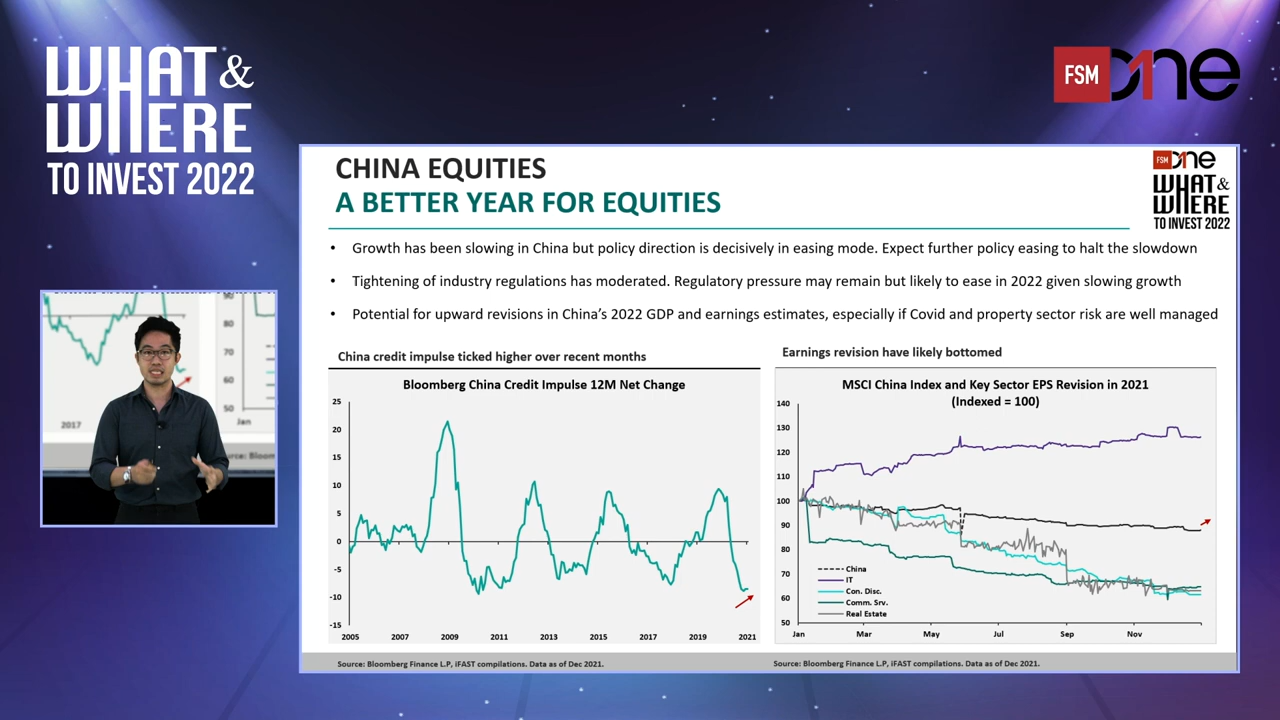 WHAT &
WHERE
TO INVEST 2022
FSM One
CHINA EQUITIES
A BETTER YEAR FOR EQUITIES
FSM One
WHAT &
WHERE
TO INVEST 2022
• Growth has been slowing in China but policy direction is decisively in easing mode. Expect further policy easing to halt the slowdown
• Tightening of industry regulations has moderated. Regulatory pressure may remain but likely to ease in 2022 given slowing growth
• Potential for upward revisions in China’s 2022 GDP and earnings estimates, especially if Covid and property sector risk are well managed
China credit impulse ticked higher over recent months
Bloomberg China Credit Impulse 12M Net Change
25
20
15
10
5
0
-5
-10
-15
2005 2007 2009 2011 2013 2015 2017 2019 2021
Source: Bloomberg Finance L.P, iFAST compilations. Data as of Dec 2021.
Earnings revision have likely bottomed
MSCI China Index and Key Sector EPS Revision in 2021
(Indexed = 100)
140
130
120
110
100
90
80
70
60
50
China
IT
Con. Disc.
Comm. Srv.
Real Estate
Jan Mar May Jul Sep Nov
Source: Bloomberg Finance L.P, iFAST compilations. Data as of Dec 2021.
90
80
70
60
50
2017
Jan